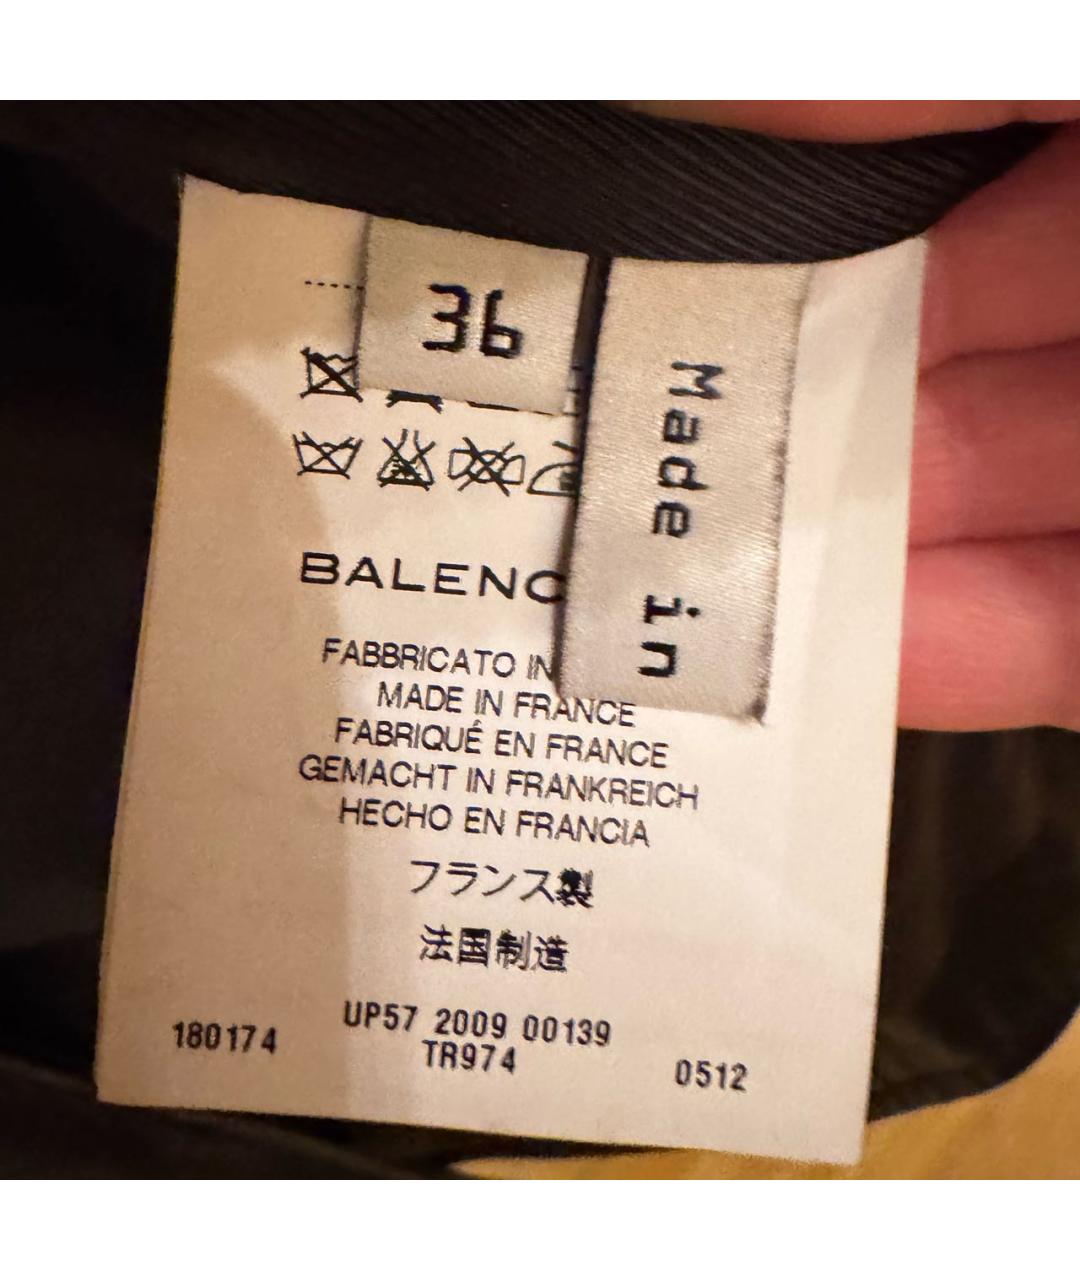 36
Made in
BALENC
FABBRICATO IN
MADE IN FRANCE
FABRIQUÉ EN FRANCE
GEMACHT IN FRANKREICH
HECHO EN FRANCIA
フランス製
法国制造
UP57 2009 00139
180174
TR974
0512